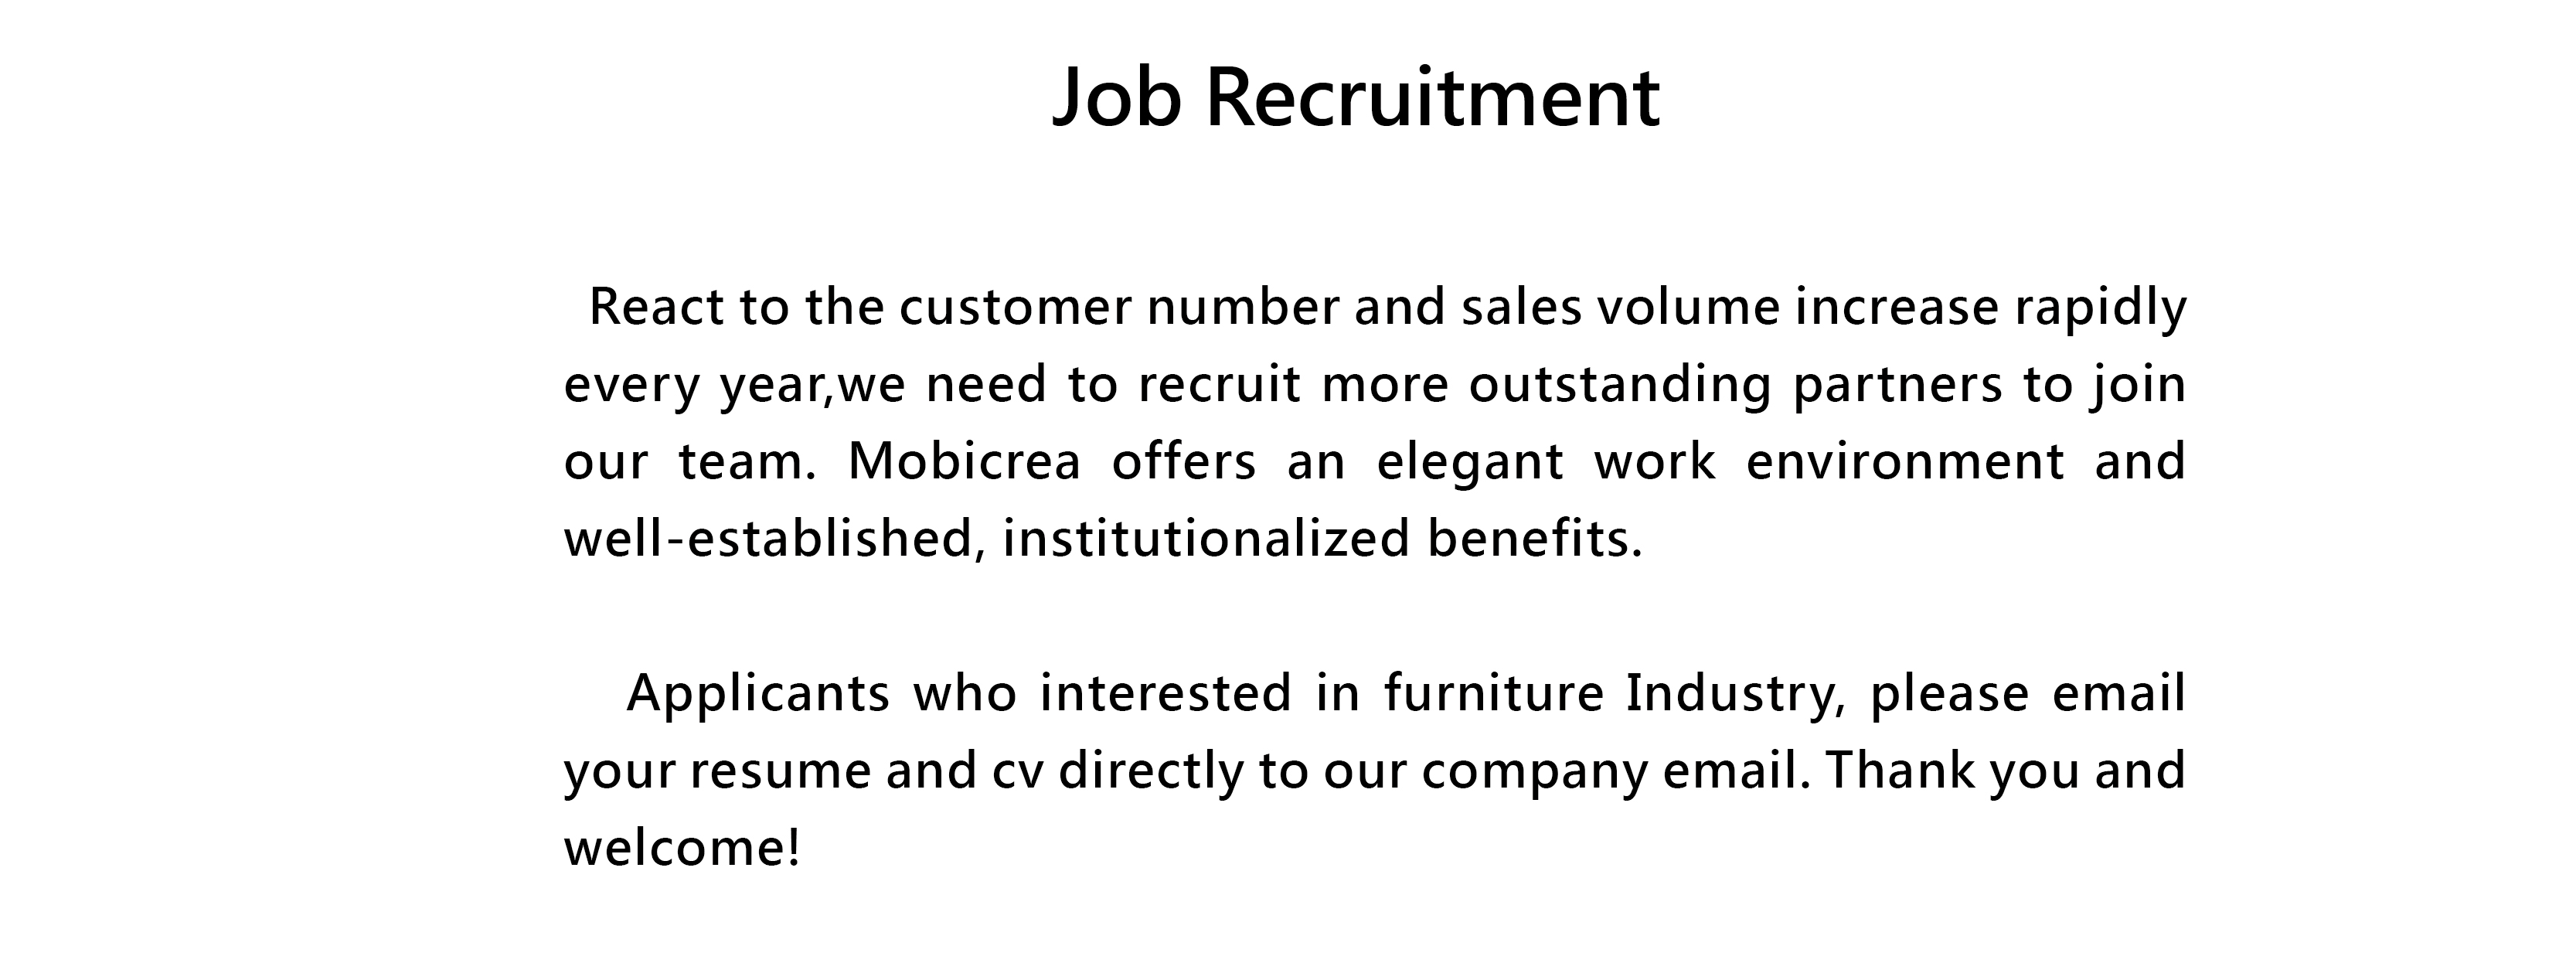 Job Recruitment
React to the customer number and sales volume increase rapidly
every year,we need to recruit more outstanding partners to join
our team. Mobicrea offers an elegant work environment and
well-established, institutionalized benefits.
Applicants who interested in furniture Industry, please email
your resume and cv directly to our company email. Thank you and
welcome!